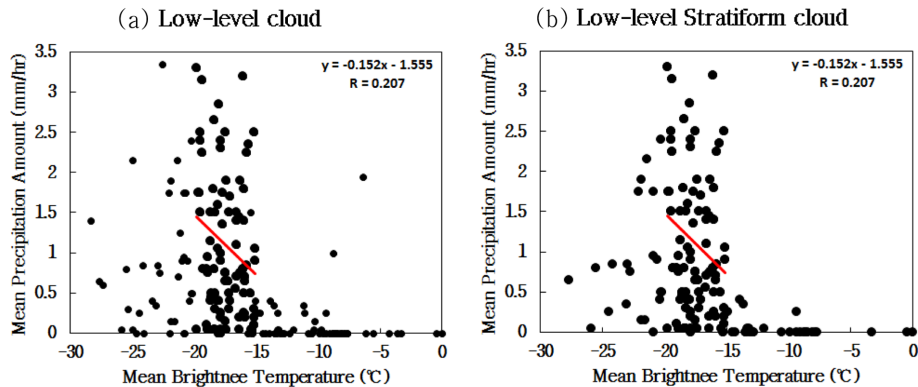 (a) Low-level cloud
y = -0.152x - 1.555
R = 0.207
Mean Precipitation Amount (mm/hr)
3.5
3
2.5
2
1.5
1
0.5
0
-30 -25 -20 -15 -10 -5 0
Mean Brightnee Temperature (℃)
(b) Low-level Stratiform cloud
y = -0.152x - 1.555
R = 0.207
Mean Precipitation Amount (mm/hr)
3.5
3
2.5
2
1.5
1
0.5
0
-30 -25 -20 -15 -10 -5 0
Mean Brightnee Temperature (℃)